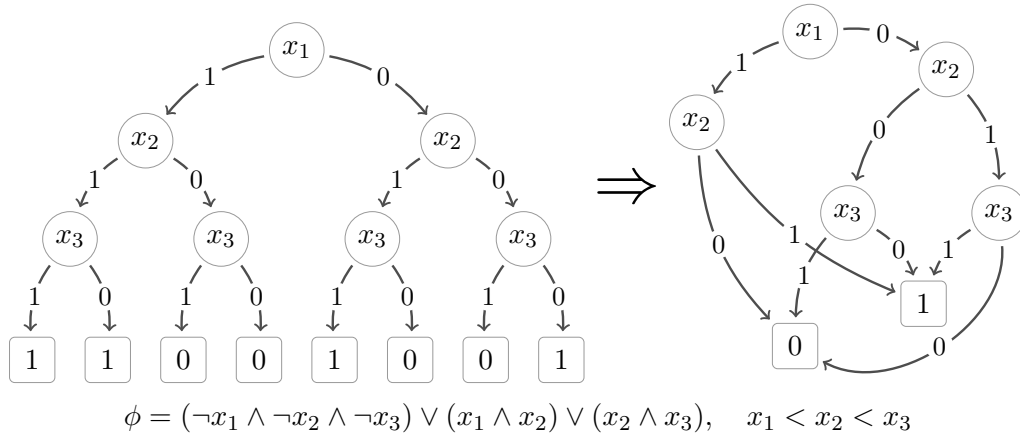 x₁
1 0
x₂ x₂
1 0 1 0
x₃ x₃ x₃ x₃
1 0 1 0 1 0 1 0
1 1 0 0 1 0 0 1
⇒
x₁
1 0
x₂ x₂
0 1
x₃ x₃
0 1 1 0 1
1
0 0
ϕ = (¬x₁ ∧ ¬x₂ ∧ ¬x₃) ∨ (x₁ ∧ x₂) ∨ (x₂ ∧ x₃), x₁ < x₂ < x₃